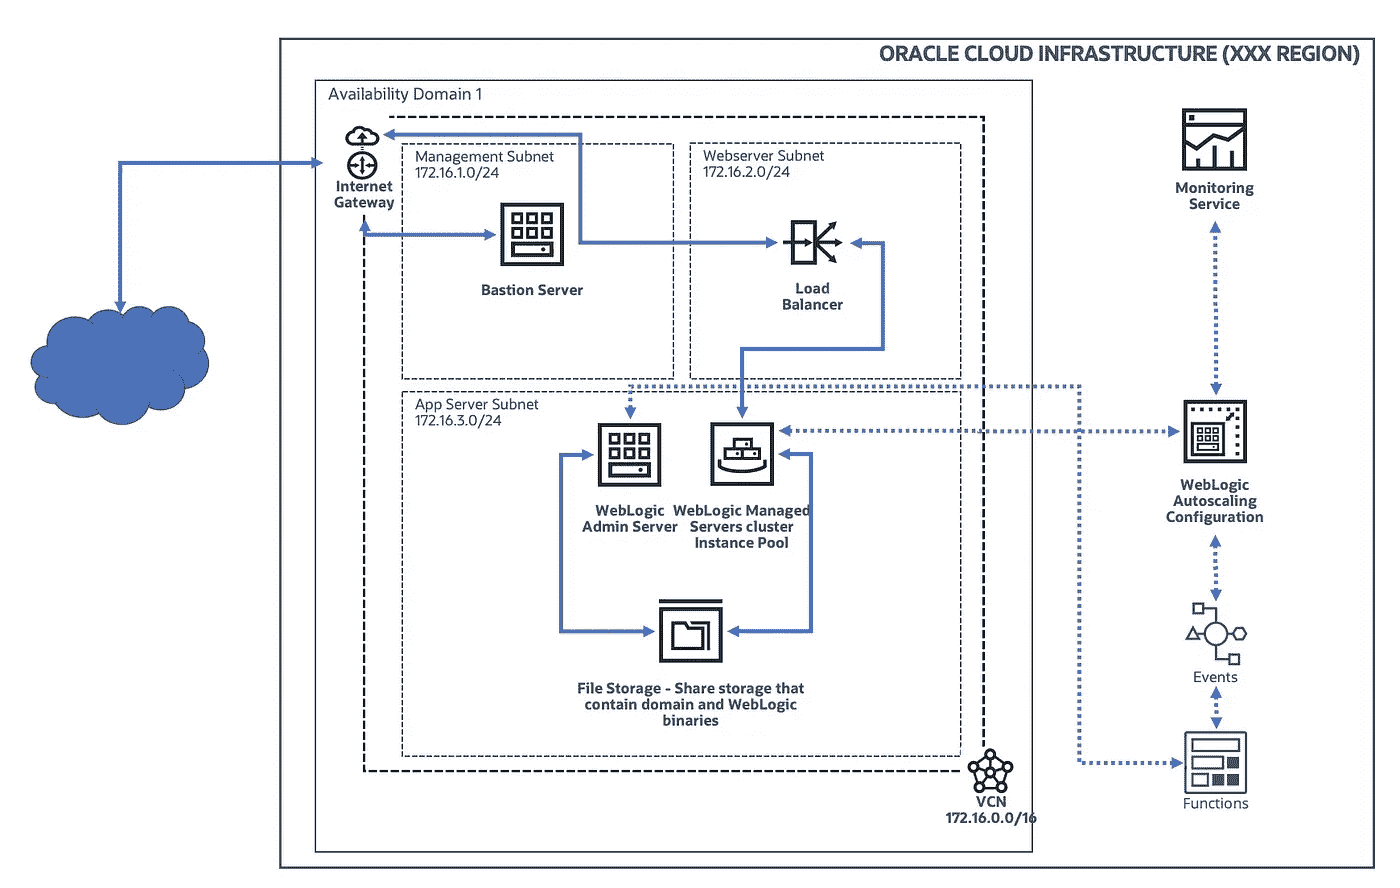 ORACLE CLOUD INFRASTRUCTURE (XXX REGION)
Availability Domain 1
Internet
Gateway
Management Subnet
172.16.1.0/24
Bastion Server
Webserver Subnet
172.16.2.0/24
Load
Balancer
Monitoring
Service
App Server Subnet
172.16.3.0/24
WebLogic
Admin Server
WebLogic Managed
Servers cluster
Instance Pool
WebLogic
Autoscaling
Configuration
File Storage - Share storage that
contain domain and WebLogic
binaries
Events
Functions
VCN
172.16.0.0/16